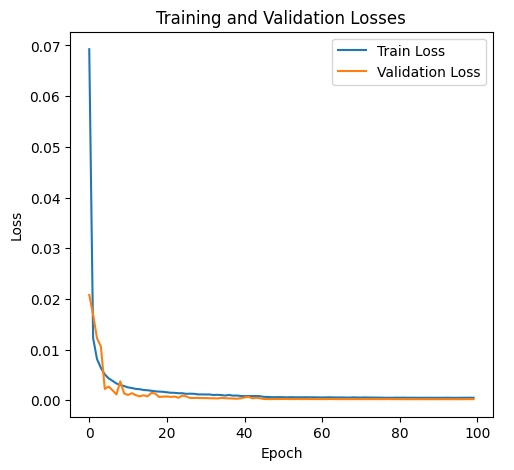 Training and Validation Losses
Train Loss
Validation Loss
0.07
0.06
0.05
0.04
0.03
0.02
0.01
0.00
Loss
0 20 40 60 80 100
Epoch